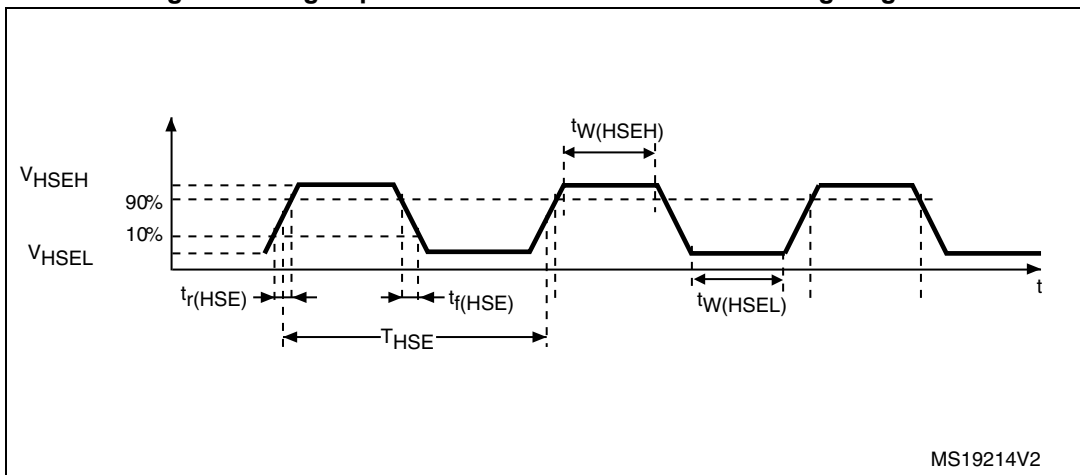 tW(HSEH)
VHSEH
90%
10%
VHSEL
tr(HSE)
tf(HSE)
tW(HSEL)
t
THSE
MS19214V2